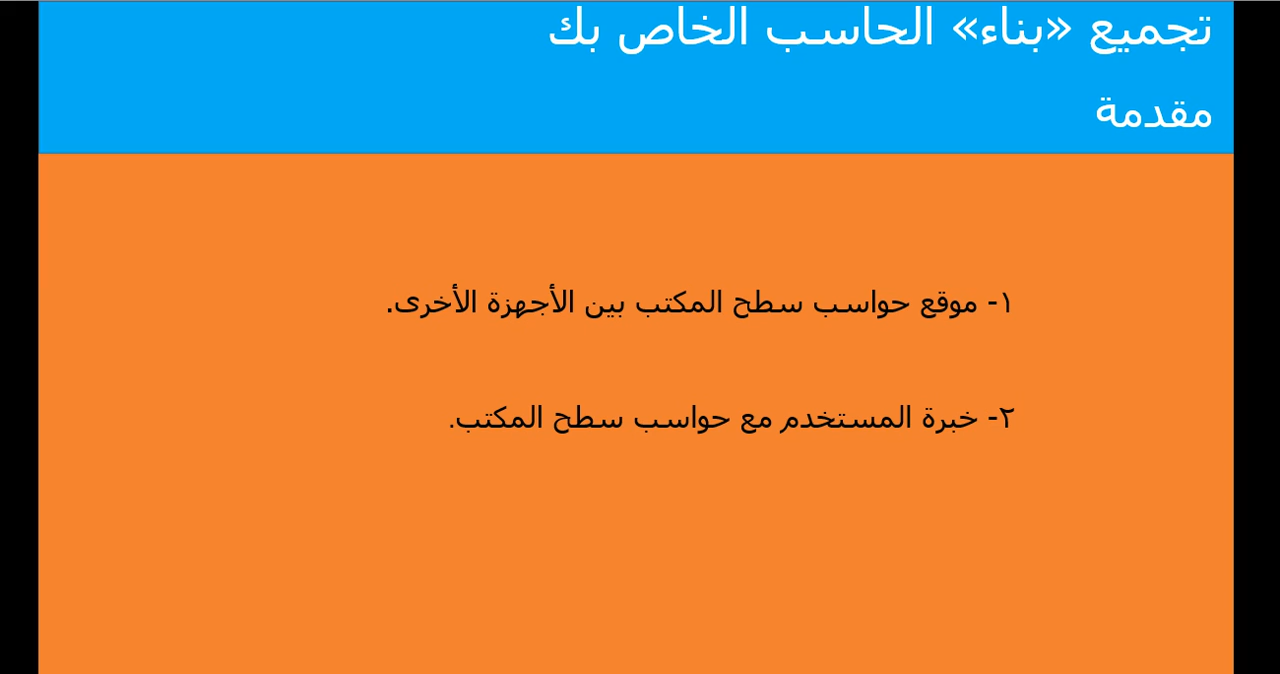 تجميع «بناء» الحاسب الخاص بك
مقدمة
١- موقع حواسب سطح المكتب بين الأجهزة الأخرى.
٢- خبرة المستخدم مع حواسب سطح المكتب.